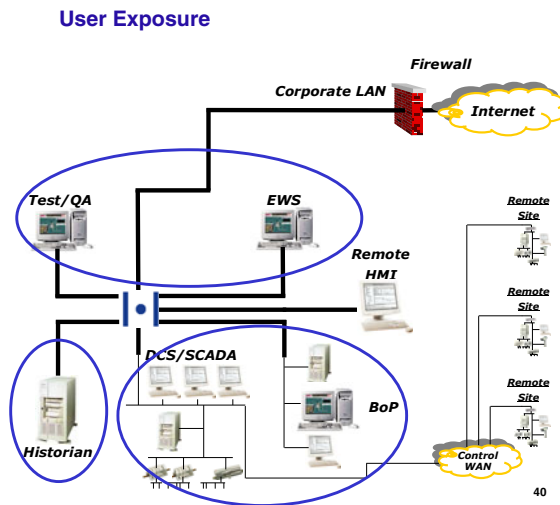 User Exposure
Firewall
Corporate LAN
Internet
Test/QA
EWS
Remote
Site
Remote
HMI
Remote
Site
DCS/SCADA
BoP
Remote
Site
Historian
Control
WAN
40